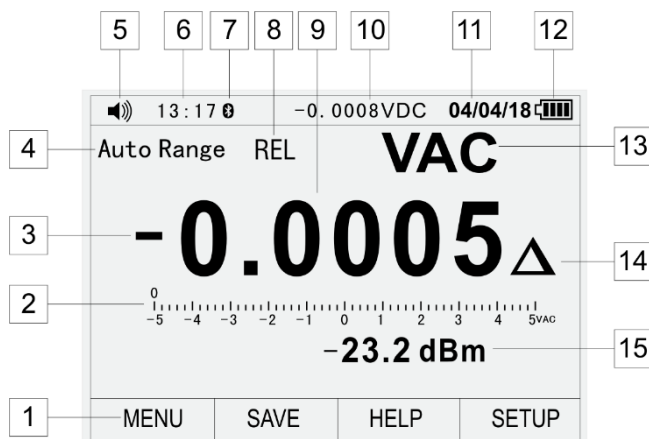 5 6 7 8 9 10 11 12
13:17 -0.0008VDC 04/04/18
4 Auto Range REL VAC 13
3 -0.0005 Δ 14
0
2
-5 -4 -3 -2 -1 0 1 2 3 4 5VAC
-23.2 dBm 15
1 MENU SAVE HELP SETUP